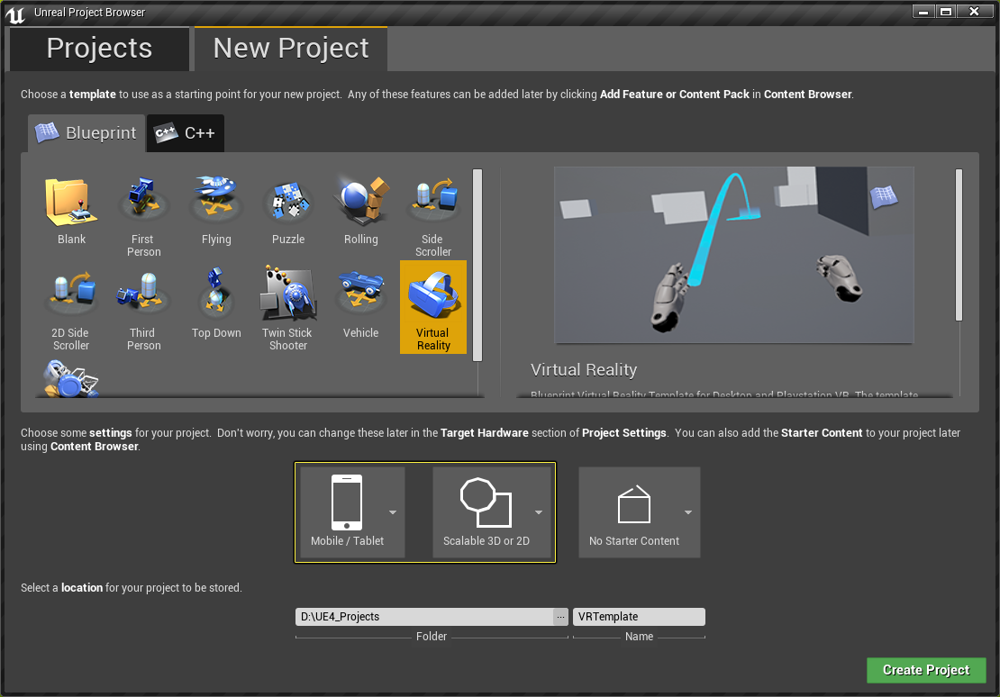 Unreal Project Browser
Projects
New Project
Choose a template to use as a starting point for your new project. Any of these features can be added later by clicking Add Feature or Content Pack in Content Browser.
Blueprint
C++
C++
Blank
First
Person
Flying
Puzzle
Rolling
Side
Scroller
2D Side
Scroller
Third
Person
Top Down
Twin Stick
Shooter
Vehicle
Virtual
Reality
Virtual Reality
Blueprint Virtual Reality Template for Desktop and Playstation VR. The template
Choose some settings for your project. Don't worry, you can change these later in the Target Hardware section of Project Settings. You can also add the Starter Content to your project later
using Content Browser.
Mobile / Tablet
Scalable 3D or 2D
No Starter Content
Select a location for your project to be stored.
D:\UE4_Projects
...
VRTemplate
Folder
Name
Create Project